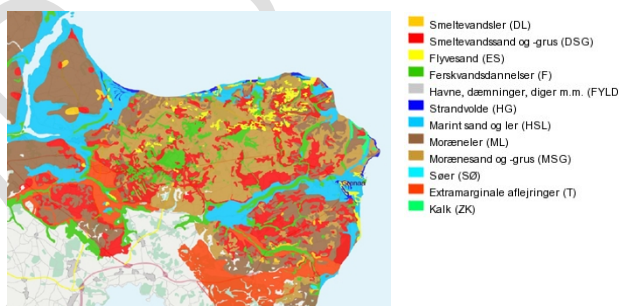 Smeltevandsler (DL)
Smeltevandssand og -grus (DSG)
Flyvesand (ES)
Ferskvandsdannelser (F)
Havne, dæmninger, diger m.m. (FYLD
Strandvolde (HG)
Marint sand og ler (HSL)
Moræneler (ML)
Morænesand og -grus (MSG)
Søer (SØ)
Extramarginale aflejringer (T)
Kalk (ZK)